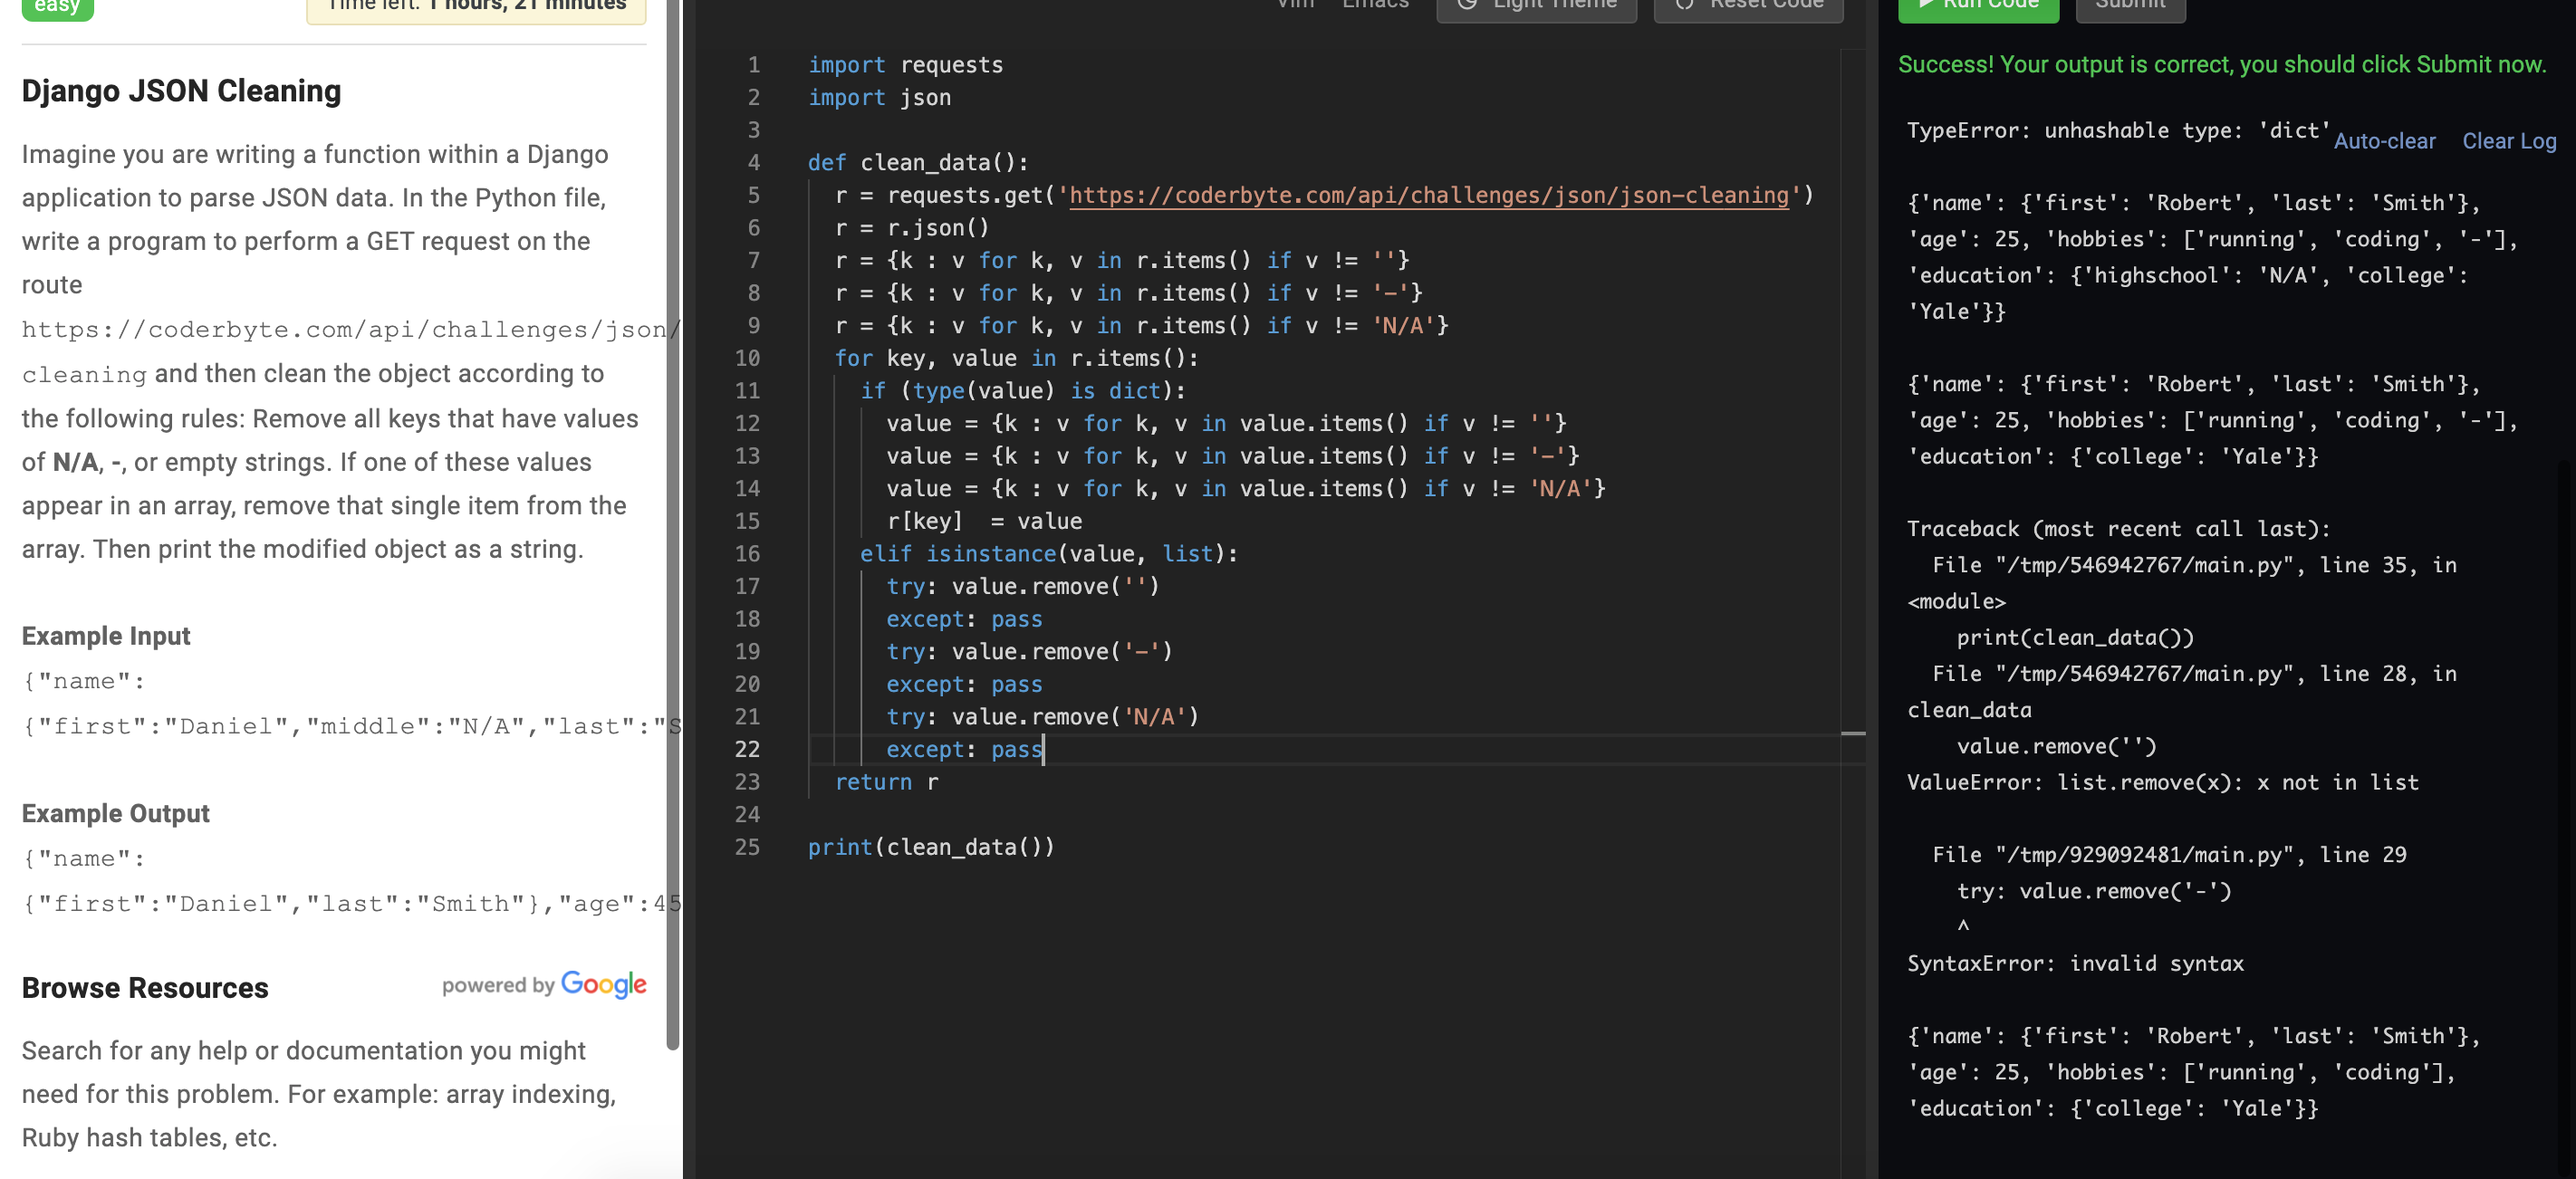 easy
Time left: 1 hours, 21 minutes
Django JSON Cleaning
Imagine you are writing a function within a Django
application to parse JSON data. In the Python file,
write a program to perform a GET request on the
route
https://coderbyte.com/api/challenges/json/
cleaning and then clean the object according to
the following rules: Remove all keys that have values
of N/A, -, or empty strings. If one of these values
appear in an array, remove that single item from the
array. Then print the modified object as a string.
Example Input
{"name":
{"first":"Daniel","middle":"N/A","last":"S
Example Output
{"name":
{"first":"Daniel","last":"Smith"},"age":45
Browse Resources
powered by Google
Search for any help or documentation you might
need for this problem. For example: array indexing,
Ruby hash tables, etc.
Vim Emacs Light Theme Reset Code
1 import requests
2 import json
3
4 def clean_data():
5   r = requests.get('https://coderbyte.com/api/challenges/json/json-cleaning')
6   r = r.json()
7   r = {k : v for k, v in r.items() if v != ''}
8   r = {k : v for k, v in r.items() if v != '-'}
9   r = {k : v for k, v in r.items() if v != 'N/A'}
10   for key, value in r.items():
11     if (type(value) is dict):
12       value = {k : v for k, v in value.items() if v != ''}
13       value = {k : v for k, v in value.items() if v != '-'}
14       value = {k : v for k, v in value.items() if v != 'N/A'}
15       r[key]  = value
16     elif isinstance(value, list):
17       try: value.remove('')
18       except: pass
19       try: value.remove('-')
20       except: pass
21       try: value.remove('N/A')
22       except: pass
23   return r
24
25 print(clean_data())
Run Code Submit
Success! Your output is correct, you should click Submit now.
TypeError: unhashable type: 'dict'
Auto-clear Clear Log
{'name': {'first': 'Robert', 'last': 'Smith'},
'age': 25, 'hobbies': ['running', 'coding', '-'],
'education': {'highschool': 'N/A', 'college':
'Yale'}}
{'name': {'first': 'Robert', 'last': 'Smith'},
'age': 25, 'hobbies': ['running', 'coding', '-'],
'education': {'college': 'Yale'}}
Traceback (most recent call last):
  File "/tmp/546942767/main.py", line 35, in
<module>
    print(clean_data())
  File "/tmp/546942767/main.py", line 28, in
clean_data
    value.remove('')
ValueError: list.remove(x): x not in list
  File "/tmp/929092481/main.py", line 29
    try: value.remove('-')
    ^
SyntaxError: invalid syntax
{'name': {'first': 'Robert', 'last': 'Smith'},
'age': 25, 'hobbies': ['running', 'coding'],
'education': {'college': 'Yale'}}